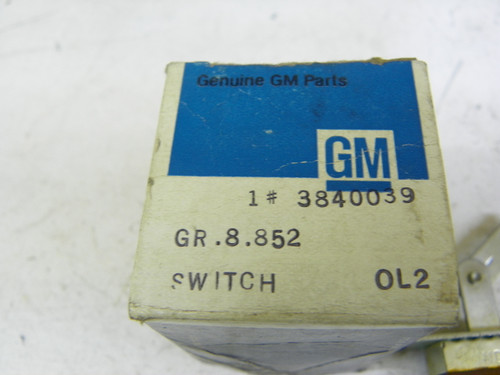 Genuine GM Parts
GM
1# 3840039
GR.8.852
SWITCH OL2